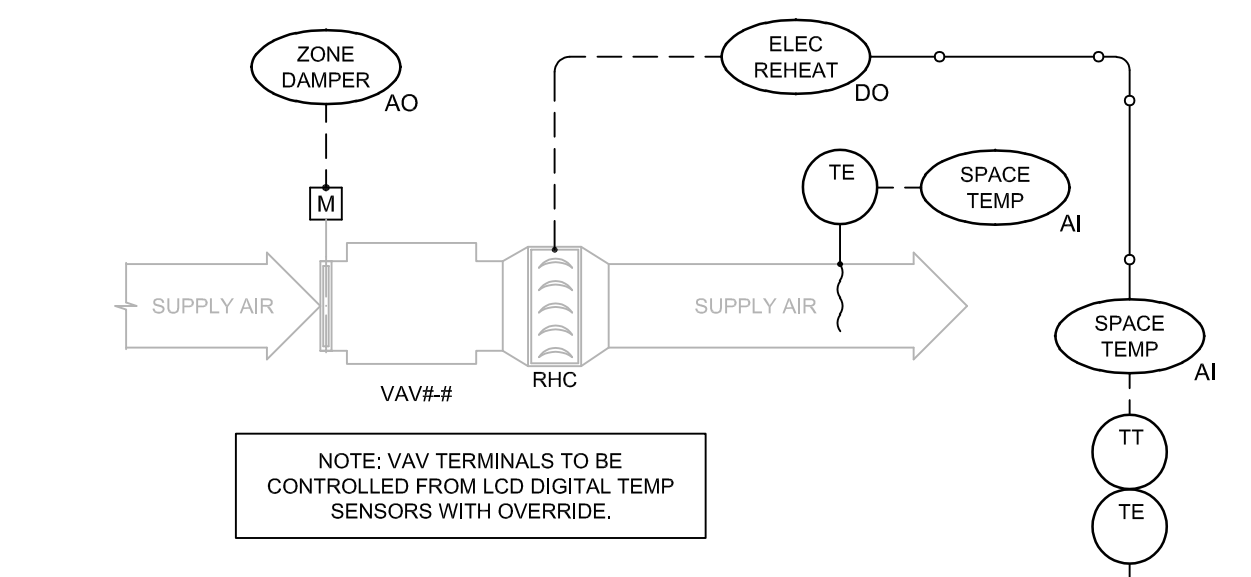 ZONE
DAMPER
AO
ELEC
REHEAT
DO
TE
SPACE
TEMP
AI
M
SUPPLY AIR
SUPPLY AIR
SPACE
TEMP
AI
RHC
VAV#-#
TT
TE
NOTE: VAV TERMINALS TO BE
CONTROLLED FROM LCD DIGITAL TEMP
SENSORS WITH OVERRIDE.